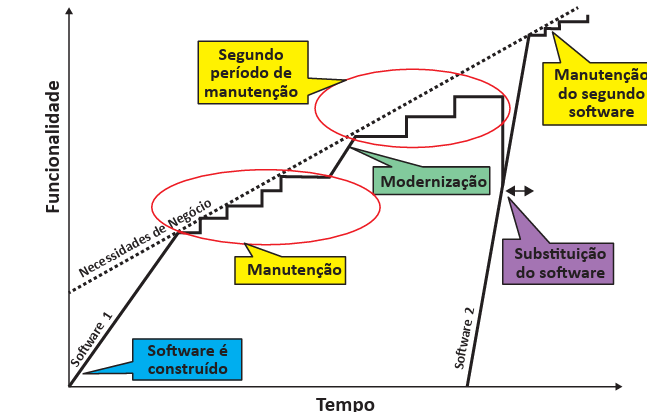 Segundo
período de
manutenção
Manutenção
do segundo
software
Funcionalidade
Modernização
Necessidades de Negócio
Substituição
do software
Manutenção
Software 1
Software 2
Software é
construído
Tempo